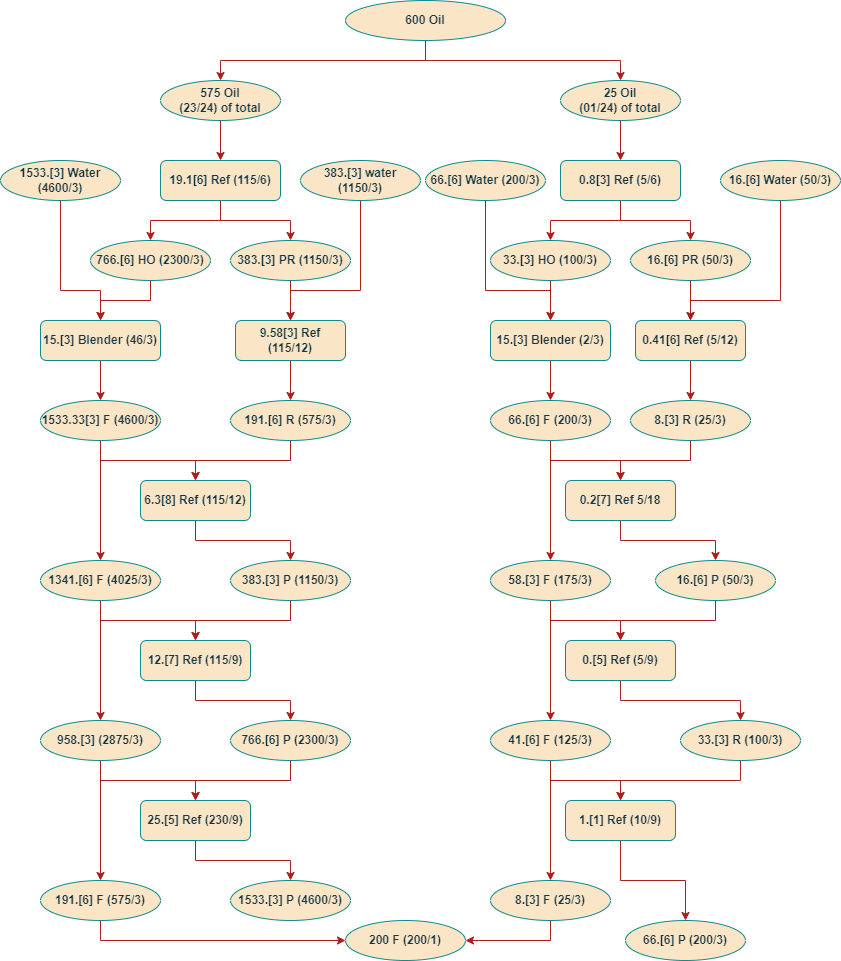 600 Oil
575 Oil
(23/24) of total
25 Oil
(01/24) of total
1533.[3] Water
(4600/3)
19.1[6] Ref (115/6)
383.[3] water
(1150/3)
66.[6] Water (200/3)
0.8[3] Ref (5/6)
16.[6] Water (50/3)
766.[6] HO (2300/3)
383.[3] PR (1150/3)
33.[3] HO (100/3)
16.[6] PR (50/3)
15.[3] Blender (46/3)
9.58[3] Ref
(115/12)
15.[3] Blender (2/3)
0.41[6] Ref (5/12)
1533.33[3] F (4600/3)
191.[6] R (575/3)
66.[6] F (200/3)
8.[3] R (25/3)
6.3[8] Ref (115/12)
0.2[7] Ref 5/18
1341.[6] F (4025/3)
383.[3] P (1150/3)
58.[3] F (175/3)
16.[6] P (50/3)
12.[7] Ref (115/9)
0.[5] Ref (5/9)
958.[3] (2875/3)
766.[6] P (2300/3)
41.[6] F (125/3)
33.[3] R (100/3)
25.[5] Ref (230/9)
1.[1] Ref (10/9)
191.[6] F (575/3)
1533.[3] P (4600/3)
8.[3] F (25/3)
200 F (200/1)
66.[6] P (200/3)